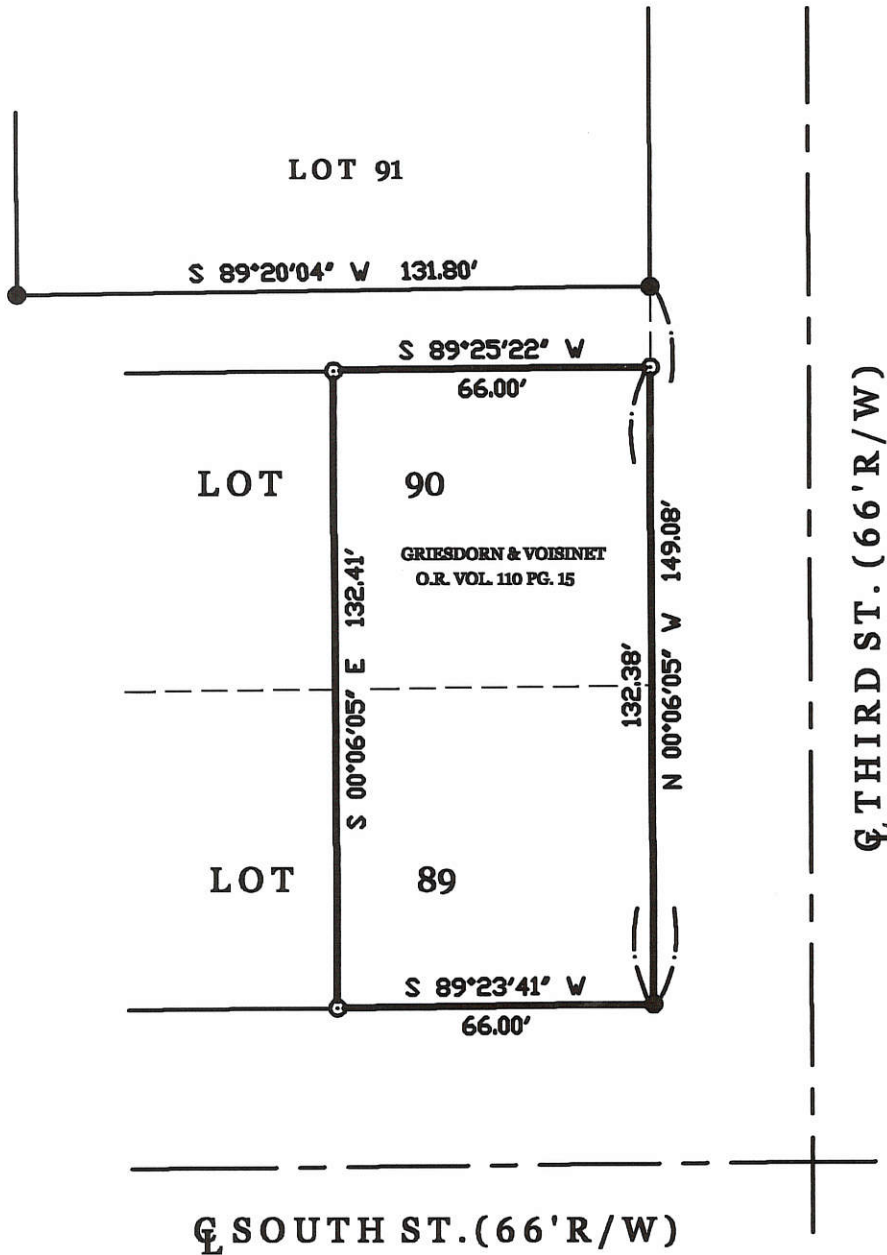 LOT 91
S 89°20'04" W 131.80'
S 89°25'22" W
66.00'
LOT 90
GRIESDORN & VOISINET
O.R. VOL. 110 PG. 15
S 00°06'05" E 132.41'
132.38'
N 00°06'05" W 149.08'
LOT 89
S 89°23'41" W
66.00'
℄ THIRD ST. (66'R/W)
℄ SOUTH ST. (66'R/W)